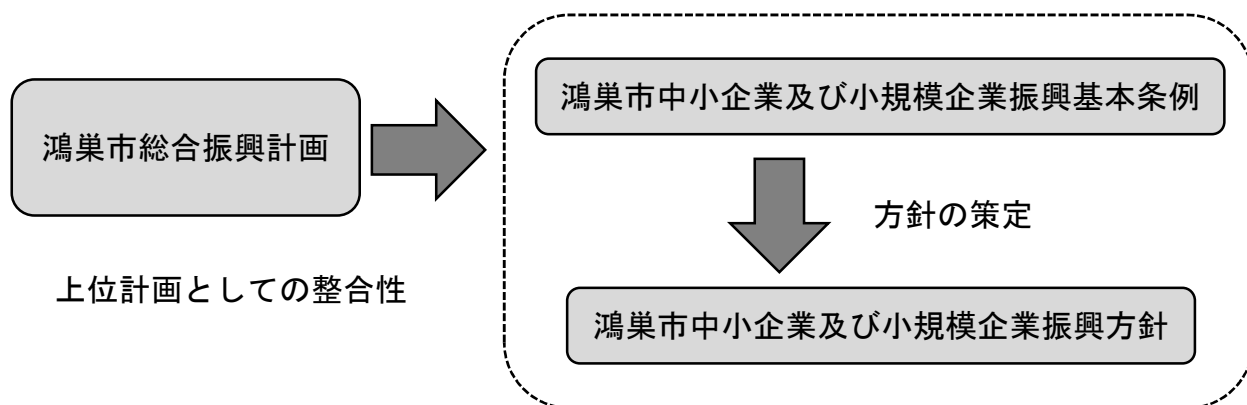 鴻巣市総合振興計画
上位計画としての整合性
鴻巣市中小企業及び小規模企業振興基本条例
方針の策定
鴻巣市中小企業及び小規模企業振興方針